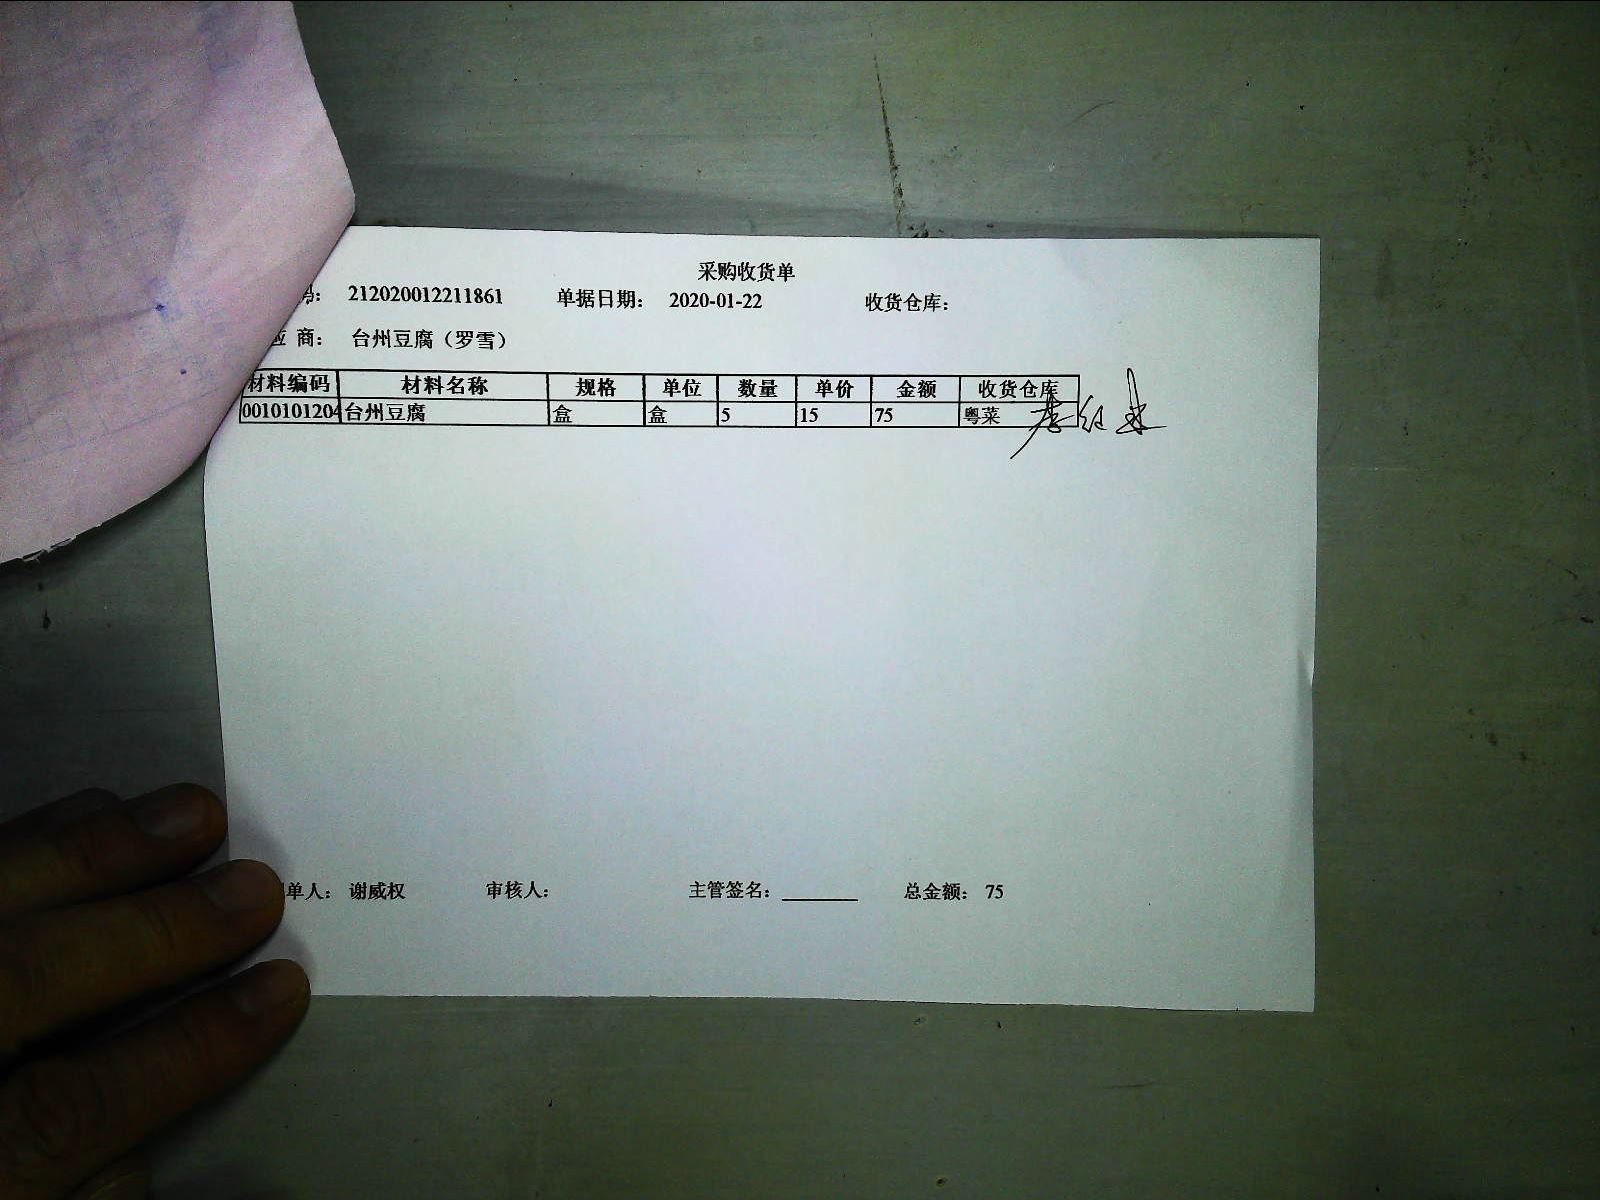 采购收货单
码： 212020012211861 单据日期： 2020-01-22 收货仓库：
应 商： 台州豆腐（罗雪）
材料编码 材料名称 规格 单位 数量 单价 金额 收货仓库
0010101204 台州豆腐 盒 盒 5 15 75 粤菜
单人： 谢威权 审核人： 主管签名： 总金额： 75